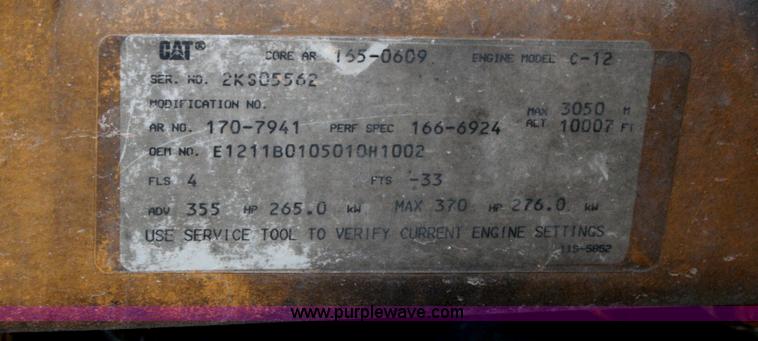 CAT® CORE AR 155-0609 ENGINE MODEL C-12
SER. NO. 2KS05562
MODIFICATION NO.
MAX ALT 3050 M
10007 FT
AR NO. 170-7941 PERF SPEC 166-6924
OEM NO. E1211B0105010H1002
FLS 4 FTS -33
ADV 355 HP 265.0 kW MAX 370 HP 276.0 kW
USE SERVICE TOOL TO VERIFY CURRENT ENGINE SETTINGS
115-5852
www.purplewave.com